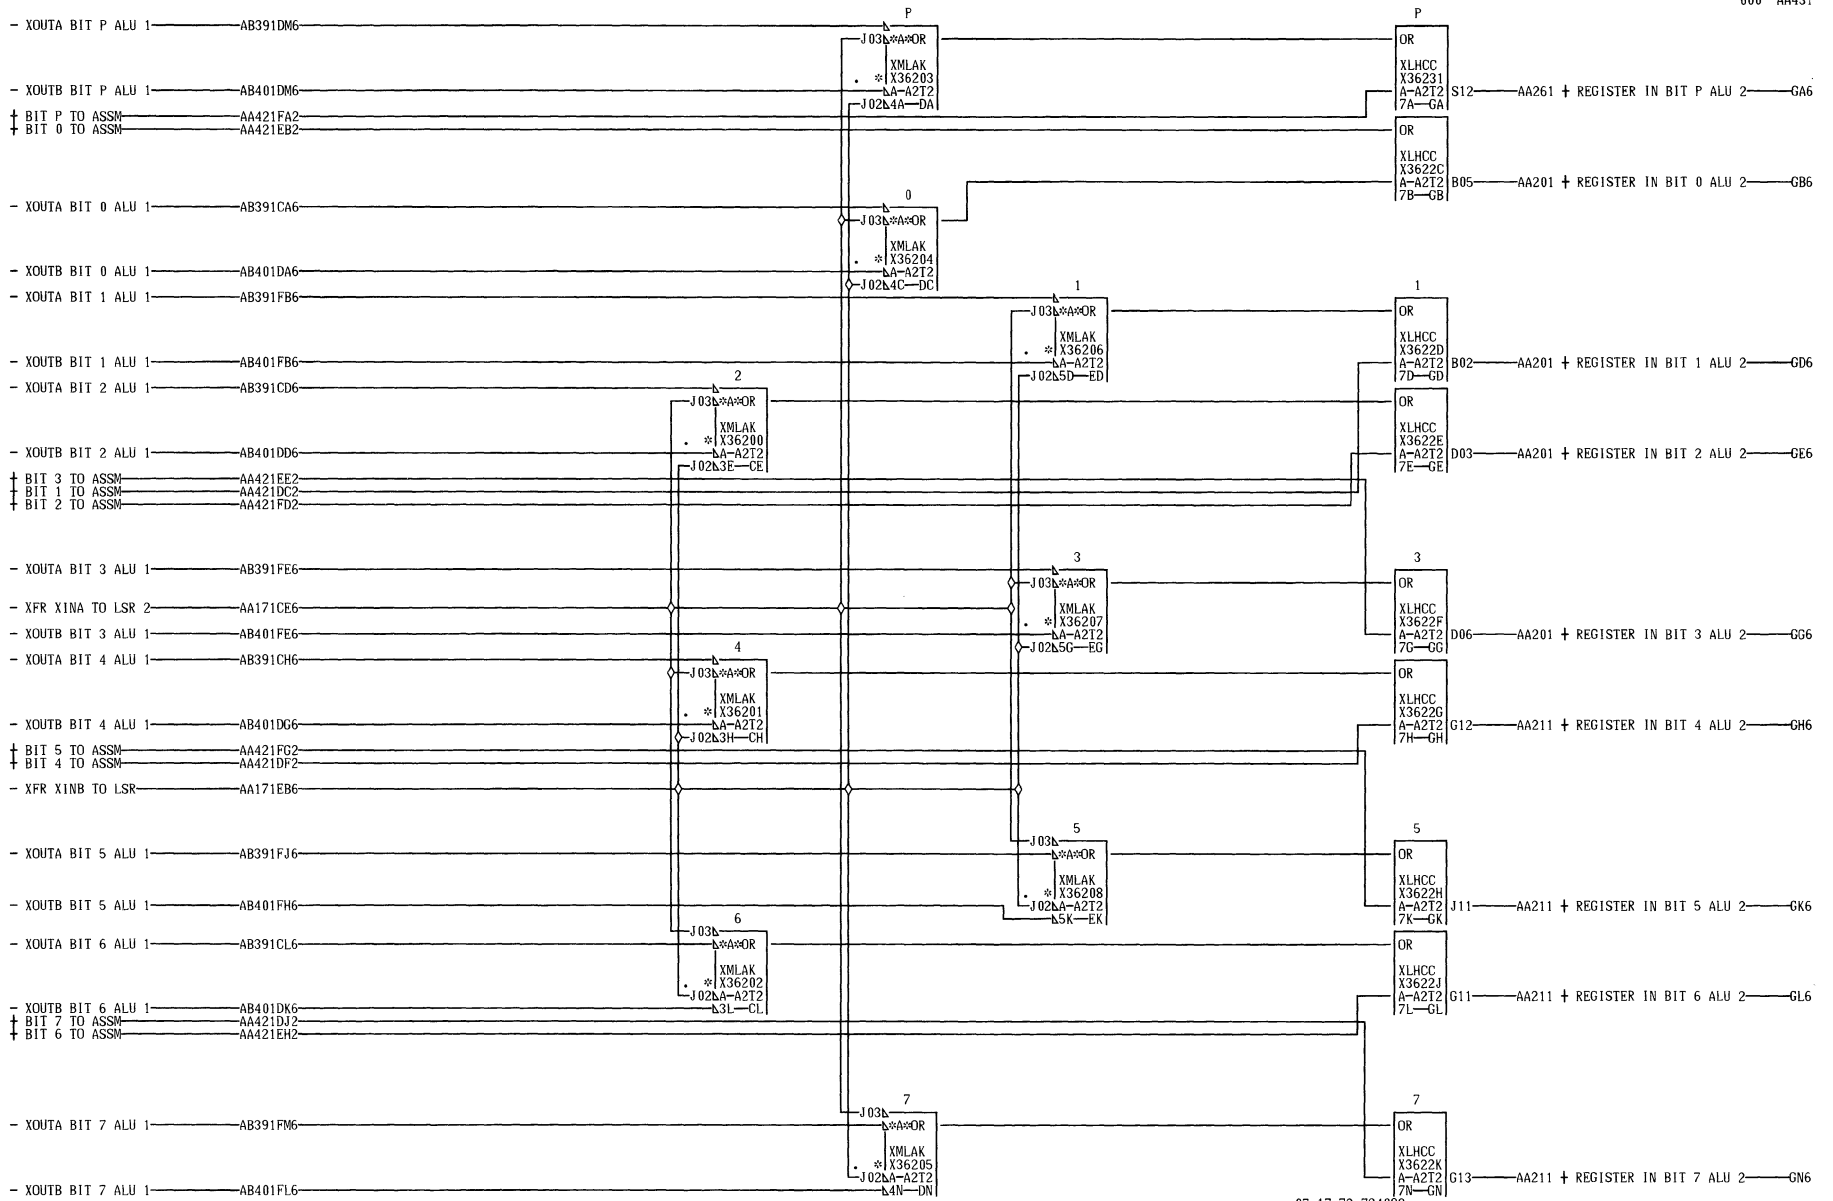 P P
- XOUTA BIT P ALU 1 AB391DM6
J03 *A*OR OR
XMLAK XLHCC
. * X36203 X36231
- XOUTB BIT P ALU 1 AB401DM6 A-A2T2 A-A2T2 S12 AA261 + REGISTER IN BIT P ALU 2 GA6
J02 4A DA 7A GA
+ BIT P TO ASSM AA421FA2
+ BIT 0 TO ASSM AA421EB2 OR
XLHCC
X3622C
A-A2T2 B05 AA201 + REGISTER IN BIT 0 ALU 2 GB6
0 7B GB
- XOUTA BIT 0 ALU 1 AB391CA6
J03 *A*OR
XMLAK
. * X36204
- XOUTB BIT 0 ALU 1 AB401DA6 A-A2T2
J02 4C DC
1 1
- XOUTA BIT 1 ALU 1 AB391FB6
J03 *A*OR OR
XMLAK XLHCC
. * X36206 X3622D
- XOUTB BIT 1 ALU 1 AB401FB6 A-A2T2 A-A2T2 B02 AA201 + REGISTER IN BIT 1 ALU 2 GD6
2 J02 5D ED 7D GD
- XOUTA BIT 2 ALU 1 AB391CD6
J03 *A*OR OR
XMLAK XLHCC
. * X36200 X3622E
- XOUTB BIT 2 ALU 1 AB401DD6 A-A2T2 A-A2T2 D03 AA201 + REGISTER IN BIT 2 ALU 2 GE6
J02 3E CE 7E GE
+ BIT 3 TO ASSM AA421EE2
+ BIT 1 TO ASSM AA421DC2
+ BIT 2 TO ASSM AA421FD2
3 3
- XOUTA BIT 3 ALU 1 AB391FE6
J03 *A*OR OR
- XFR XINA TO LSR 2 AA171CE6 XMLAK XLHCC
. * X36207 X3622F
- XOUTB BIT 3 ALU 1 AB401FE6 A-A2T2 A-A2T2 D06 AA201 + REGISTER IN BIT 3 ALU 2 GG6
4 J02 5G EG 7G GG
- XOUTA BIT 4 ALU 1 AB391CH6
J03 *A*OR OR
XMLAK XLHCC
. * X36201 X3622G
- XOUTB BIT 4 ALU 1 AB401DG6 A-A2T2 A-A2T2 G12 AA211 + REGISTER IN BIT 4 ALU 2 GH6
J02 3H CH 7H GH
+ BIT 5 TO ASSM AA421FG2
+ BIT 4 TO ASSM AA421DF2
- XFR XINB TO LSR AA171EB6
5 5
J03
- XOUTA BIT 5 ALU 1 AB391FJ6 *A*OR OR
XMLAK XLHCC
. * X36208 X3622H
- XOUTB BIT 5 ALU 1 AB401FH6 J02 A-A2T2 A-A2T2 J11 AA211 + REGISTER IN BIT 5 ALU 2 GK6
6 5K EK 7K GK
J03
- XOUTA BIT 6 ALU 1 AB391CL6 *A*OR OR
XMLAK XLHCC
. * X36202 X3622J
J02 A-A2T2 A-A2T2 G11 AA211 + REGISTER IN BIT 6 ALU 2 GL6
- XOUTB BIT 6 ALU 1 AB401DK6 3L CL 7L GL
+ BIT 7 TO ASSM AA421DJ2
+ BIT 6 TO ASSM AA421EH2
7 7
J03
- XOUTA BIT 7 ALU 1 AB391FM6 *A*OR OR
XMLAK XLHCC
. * X36205 X3622K
J02 A-A2T2 A-A2T2 G13 AA211 + REGISTER IN BIT 7 ALU 2 GN6
- XOUTB BIT 7 ALU 1 AB401FL6 4N DN 7N GN